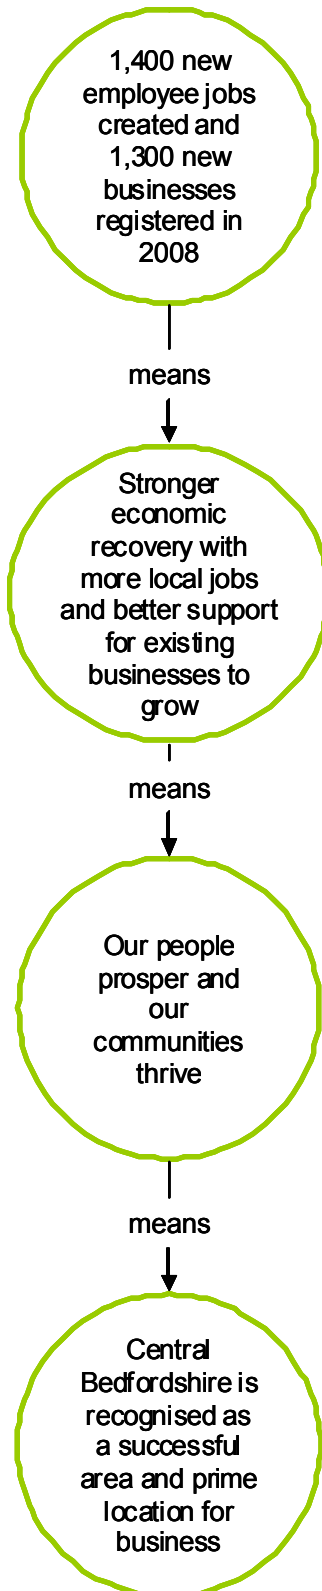 1,400 new
employee jobs
created and
1,300 new
businesses
registered in
2008
means
Stronger
economic
recovery with
more local jobs
and better support
for existing
businesses to
grow
means
Our people
prosper and
our
communities
thrive
means
Central
Bedfordshire is
recognised as
a successful
area and prime
location for
business